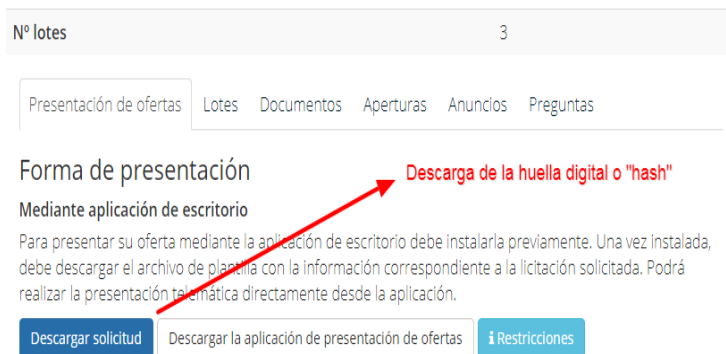 Nº lotes 3
Presentación de ofertas Lotes Documentos Aperturas Anuncios Preguntas
Forma de presentación
Descarga de la huella digital o "hash"
Mediante aplicación de escritorio
Para presentar su oferta mediante la aplicación de escritorio debe instalarla previamente. Una vez instalada,
debe descargar el archivo de plantilla con la información correspondiente a la licitación solicitada. Podrá
realizar la presentación telemática directamente desde la aplicación.
Descargar solicitud Descargar la aplicación de presentación de ofertas i Restricciones